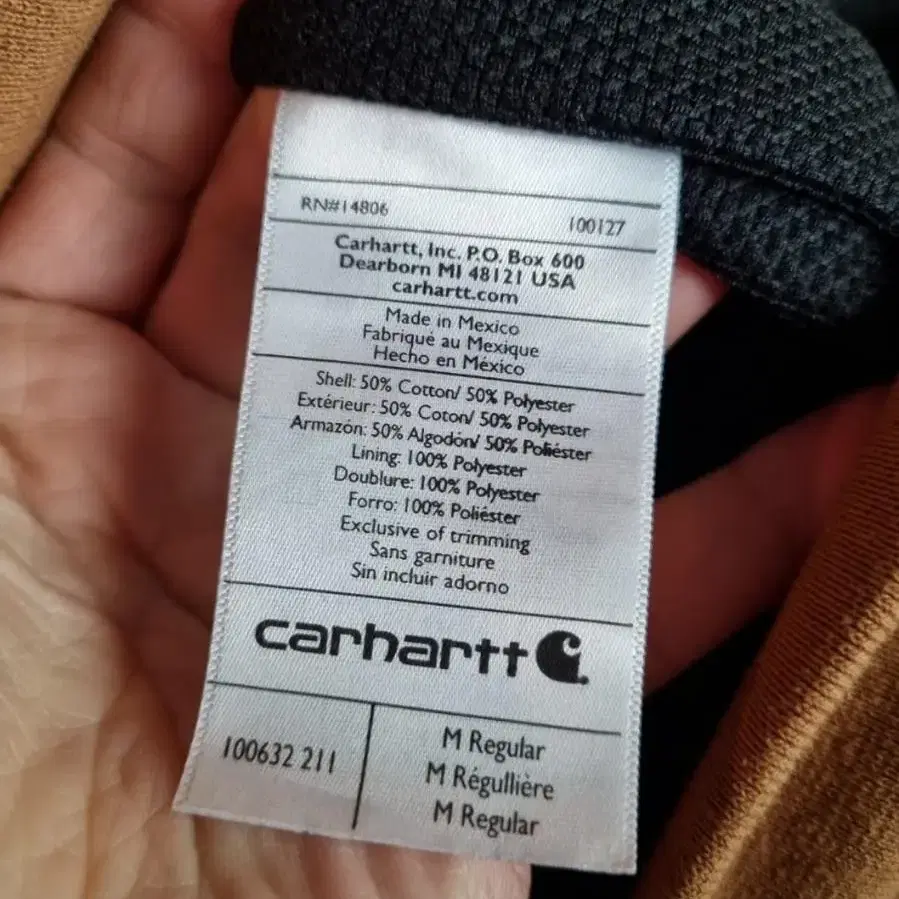 RN#14806 100127
Carhartt, Inc. P.O. Box 600
Dearborn MI 48121 USA
carhartt.com
Made in Mexico
Fabriqué au Mexique
Hecho en México
Shell: 50% Cotton/ 50% Polyester
Extérieur: 50% Coton/ 50% Polyester
Armazón: 50% Algodón/ 50% Poliéster
Lining: 100% Polyester
Doublure: 100% Polyester
Forro: 100% Poliéster
Exclusive of trimming
Sans garniture
Sin incluir adorno
carhartt
100632 211
M Regular
M Régullière
M Regular